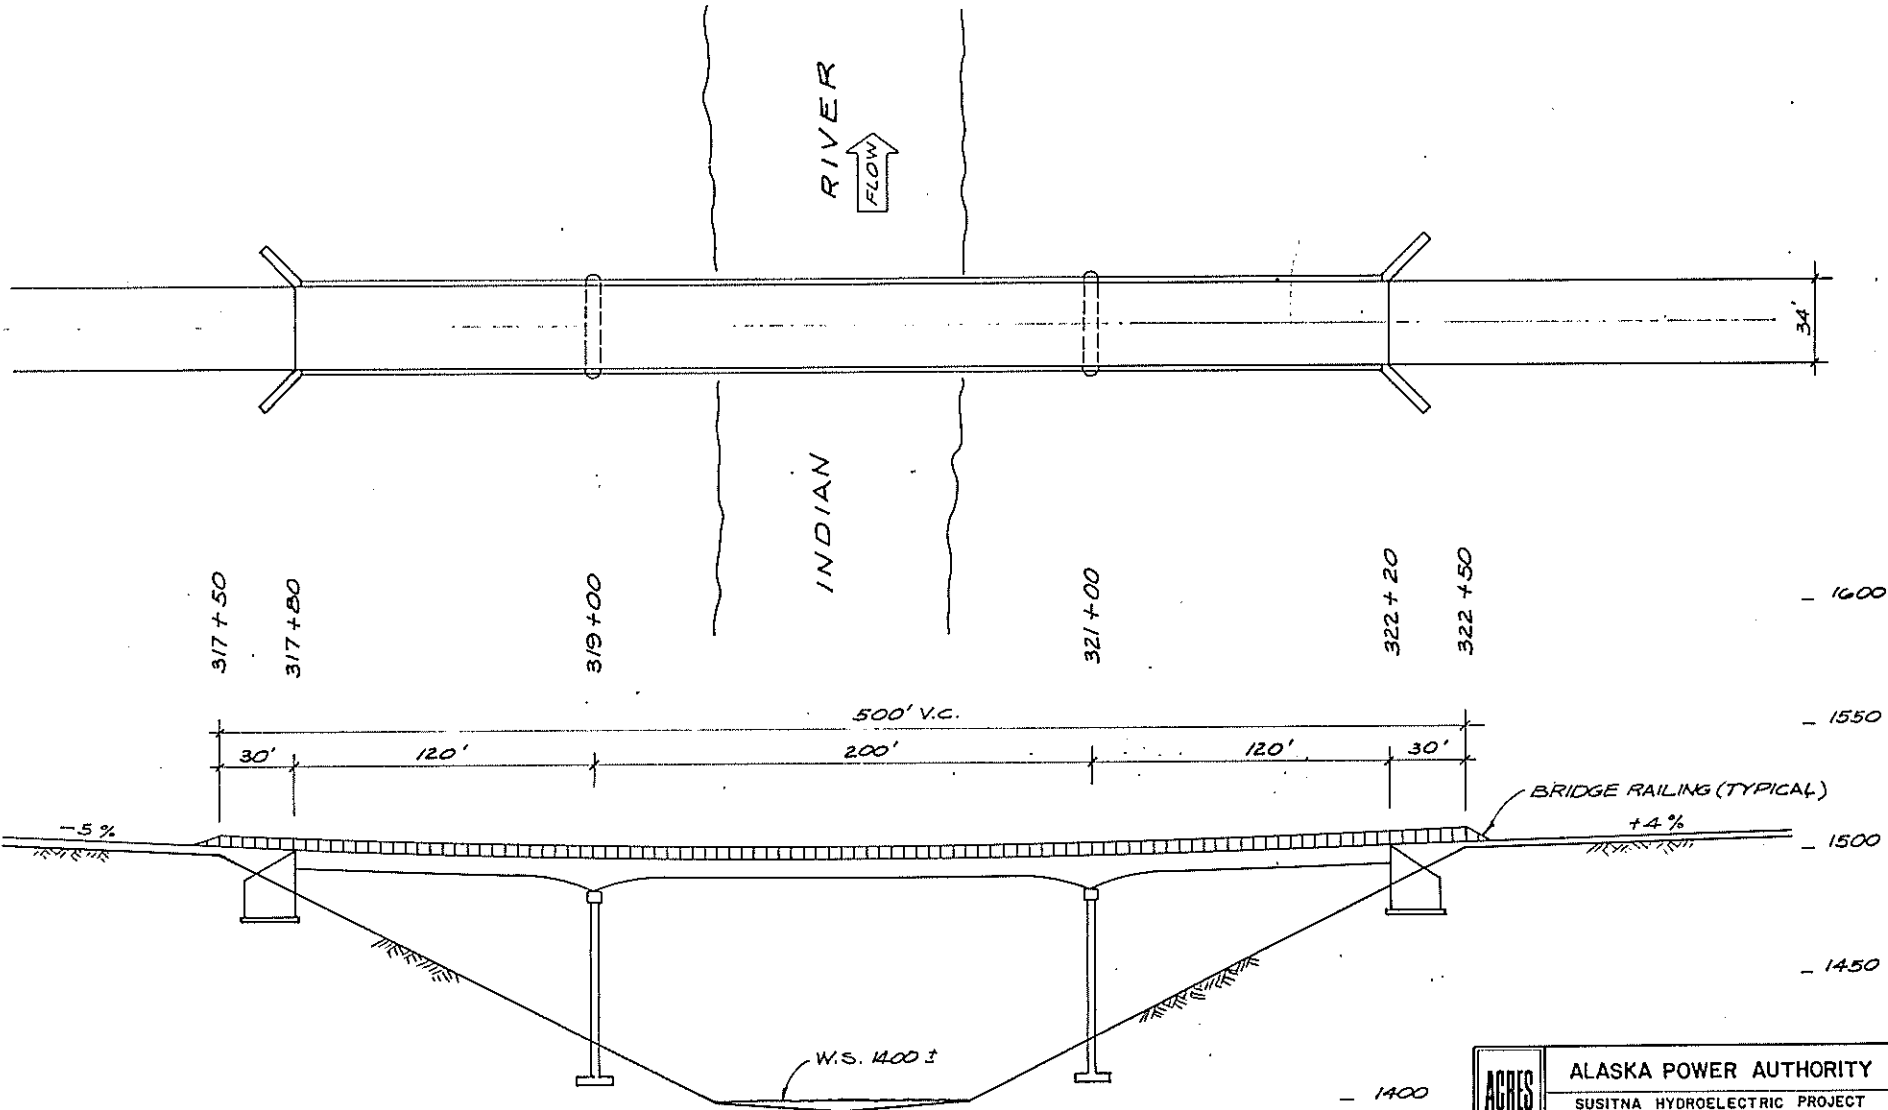 RIVER
FLOW
34'
INDIAN
317+50
317+80
319+00
321+00
322+20
322+50
1600
500' V.C.
1550
30'
120'
200'
120'
30'
BRIDGE RAILING (TYPICAL)
-5%
+4%
1500
1450
W.S. 1400 ±
1400
ACRES
ALASKA POWER AUTHORITY
SUSITNA HYDROELECTRIC PROJECT